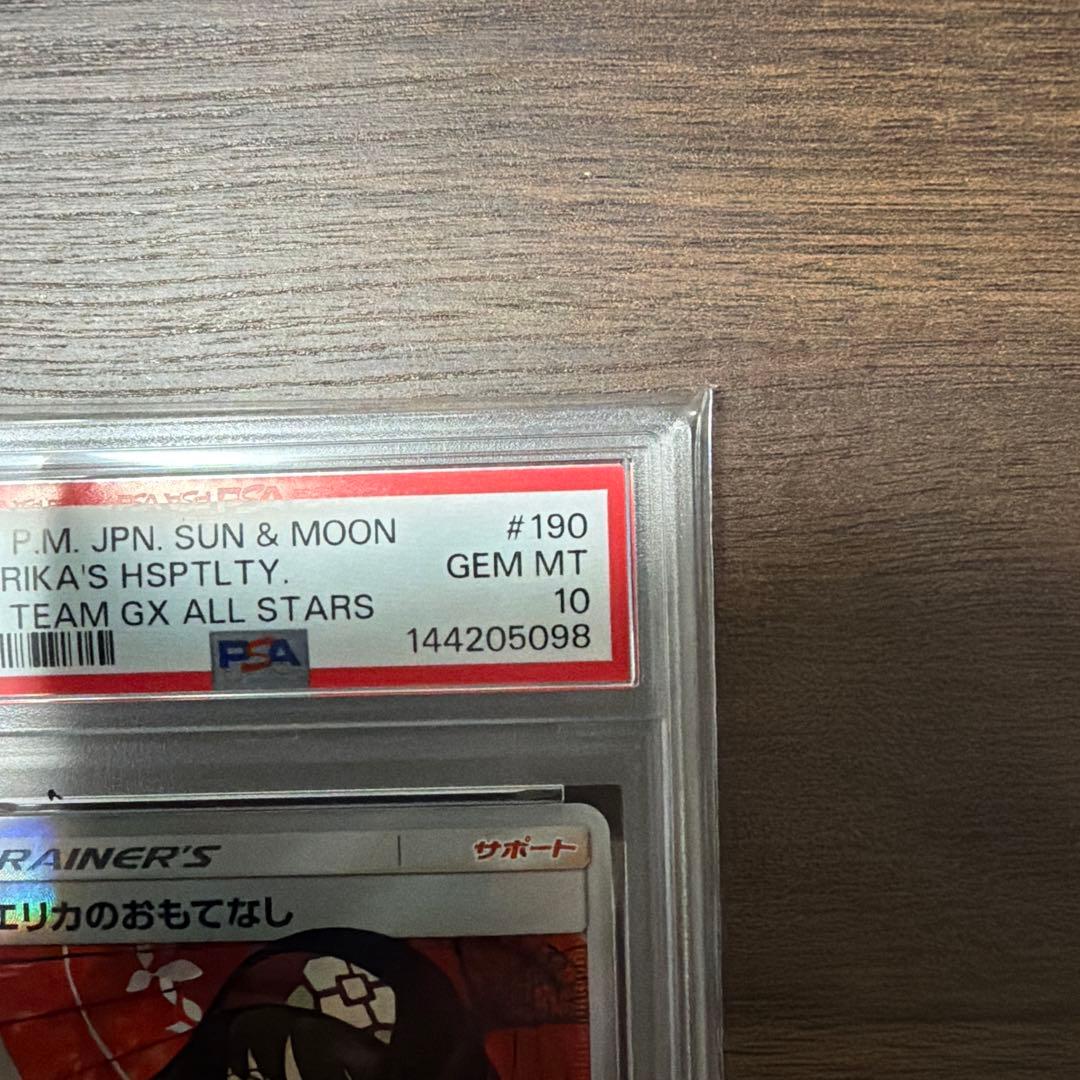 P.M. JPN. SUN & MOON #190
RIKA'S HSPTLTY. GEM MT
TEAM GX ALL STARS 10
PSA 144205098
RAINER'S サポート
エリカのおもてなし